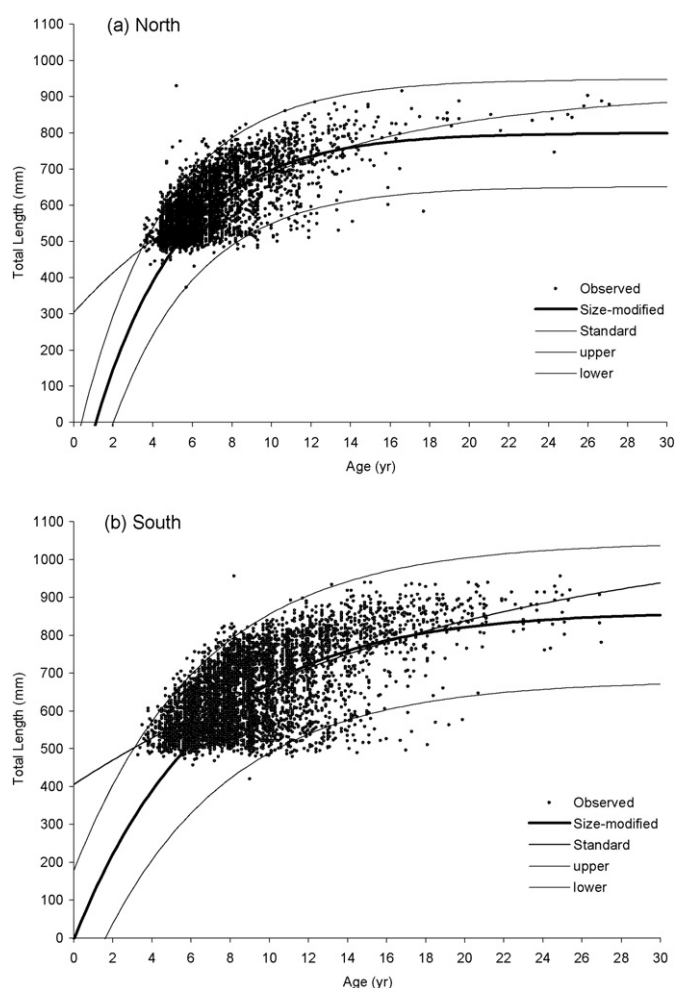 (a) North
1100
1000
900
800
700
600
500
400
300
200
100
0
Total Length (mm)
Observed
Size-modified
Standard
upper
lower
0 2 4 6 8 10 12 14 16 18 20 22 24 26 28 30
Age (yr)
(b) South
1100
1000
900
800
700
600
500
400
300
200
100
0
Total Length (mm)
Observed
Size-modified
Standard
upper
lower
0 2 4 6 8 10 12 14 16 18 20 22 24 26 28 30
Age (yr)